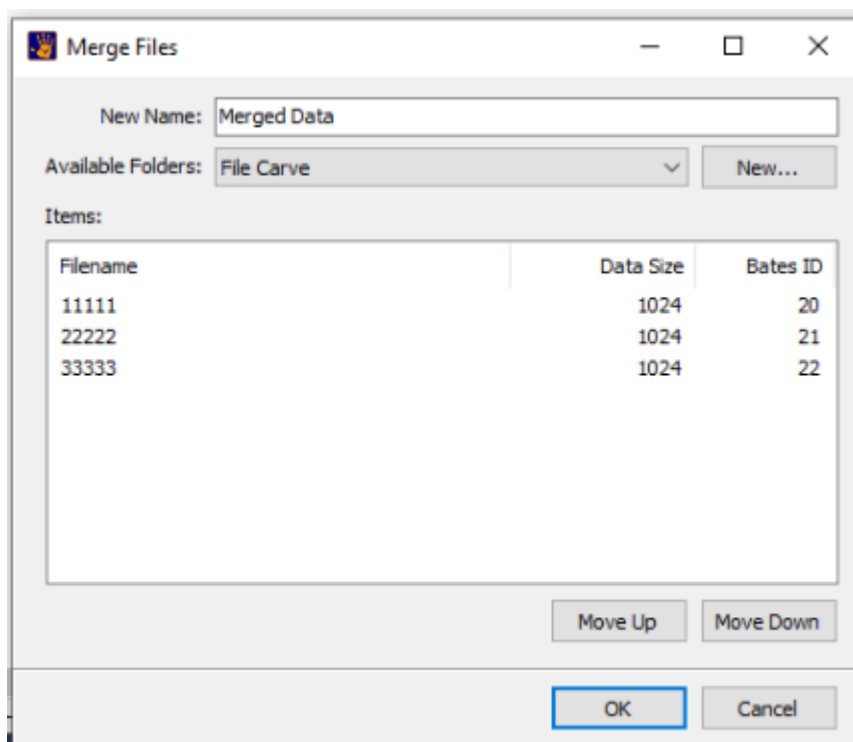 Merge Files
New Name: Merged Data
Available Folders: File Carve New...
Items:
Filename Data Size Bates ID
11111 1024 20
22222 1024 21
33333 1024 22
Move Up Move Down
OK Cancel